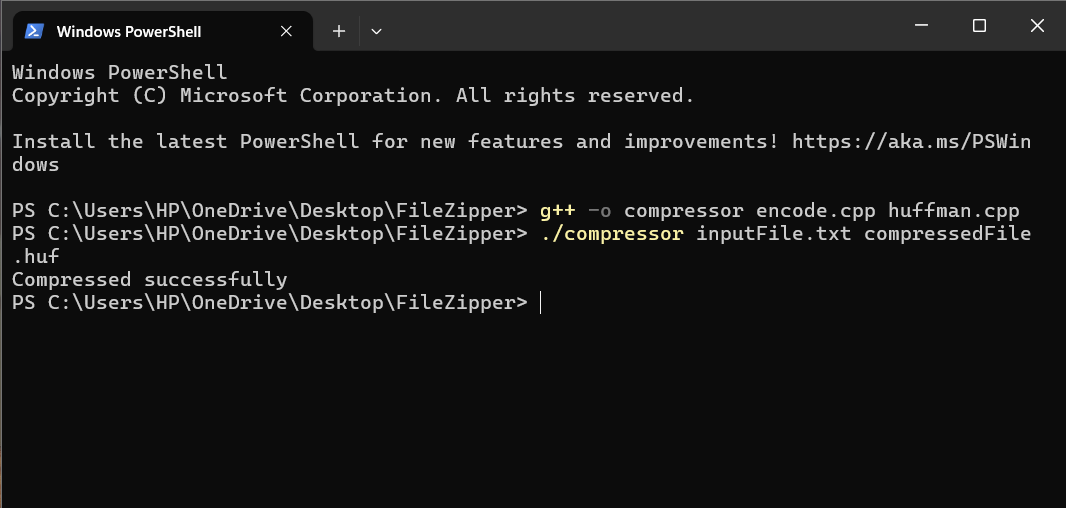 Windows PowerShell
Windows PowerShell
Copyright (C) Microsoft Corporation. All rights reserved.
Install the latest PowerShell for new features and improvements! https://aka.ms/PSWin
dows
PS C:\Users\HP\OneDrive\Desktop\FileZipper> g++ -o compressor encode.cpp huffman.cpp
PS C:\Users\HP\OneDrive\Desktop\FileZipper> ./compressor inputFile.txt compressedFile
.huf
Compressed successfully
PS C:\Users\HP\OneDrive\Desktop\FileZipper>